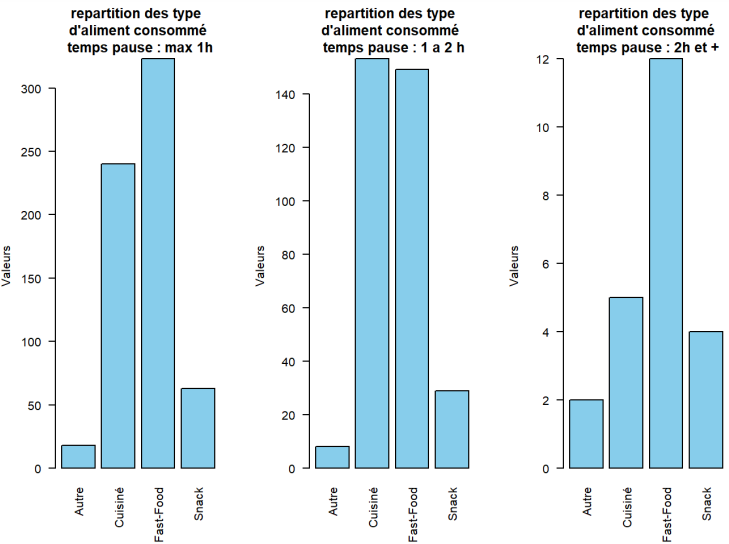 repartition des type
d'aliment consommé
temps pause : max 1h
Valeurs
300
250
200
150
100
50
0
Autre
Cuisiné
Fast-Food
Snack
repartition des type
d'aliment consommé
temps pause : 1 a 2 h
Valeurs
140
120
100
80
60
40
20
0
Autre
Cuisiné
Fast-Food
Snack
repartition des type
d'aliment consommé
temps pause : 2h et +
Valeurs
12
10
8
6
4
2
0
Autre
Cuisiné
Fast-Food
Snack